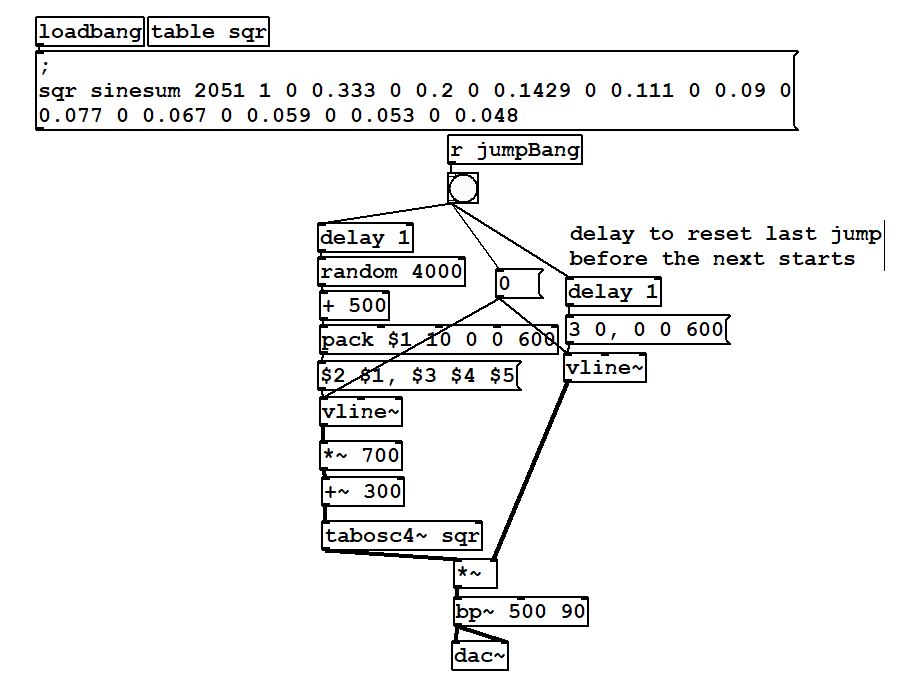 loadbang
table sqr
;
sqr sinesum 2051 1 0 0.333 0 0.2 0 0.1429 0 0.111 0 0.09 0
0.077 0 0.067 0 0.059 0 0.053 0 0.048
r jumpBang
delay 1
random 4000
+ 500
pack $1 10 0 0 600
$2 $1, $3 $4 $5
vline~
*~ 700
+~ 300
tabosc4~ sqr
0
delay to reset last jump
before the next starts
delay 1
3 0, 0 0 600
vline~
*~
bp~ 500 90
dac~